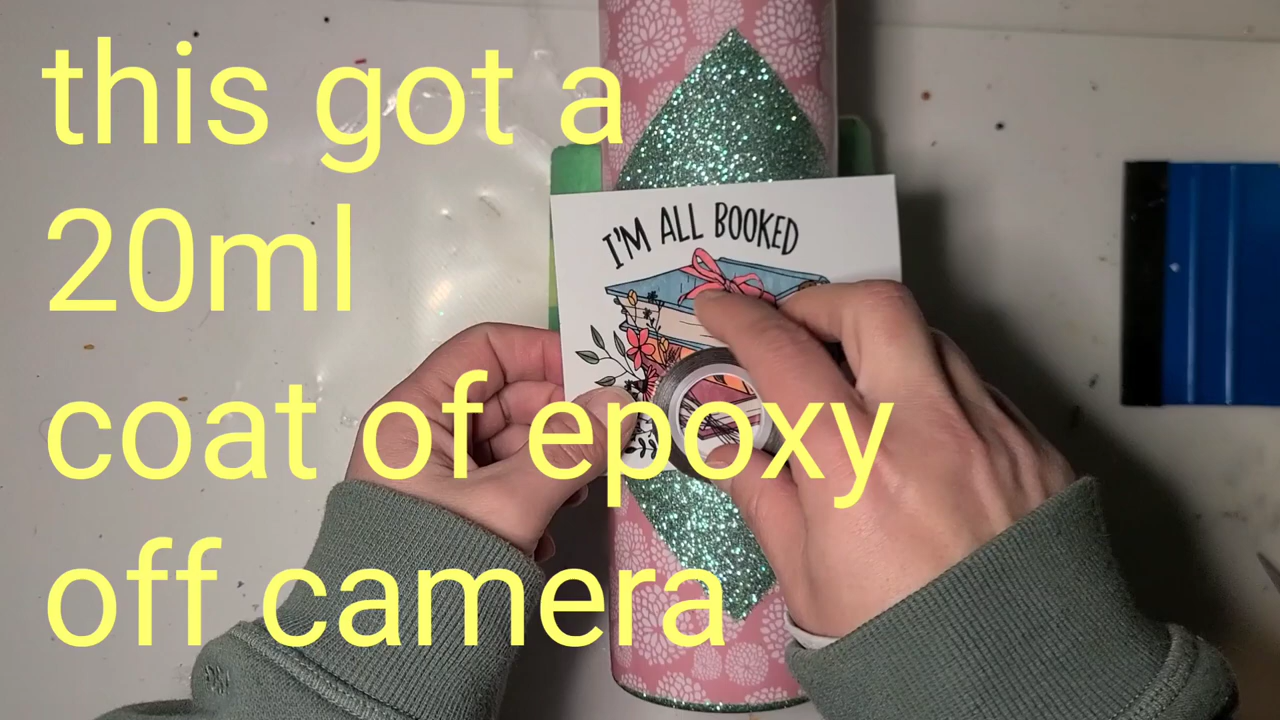 this got a
20ml
coat of epoxy
off camera
I'M ALL BOOKED